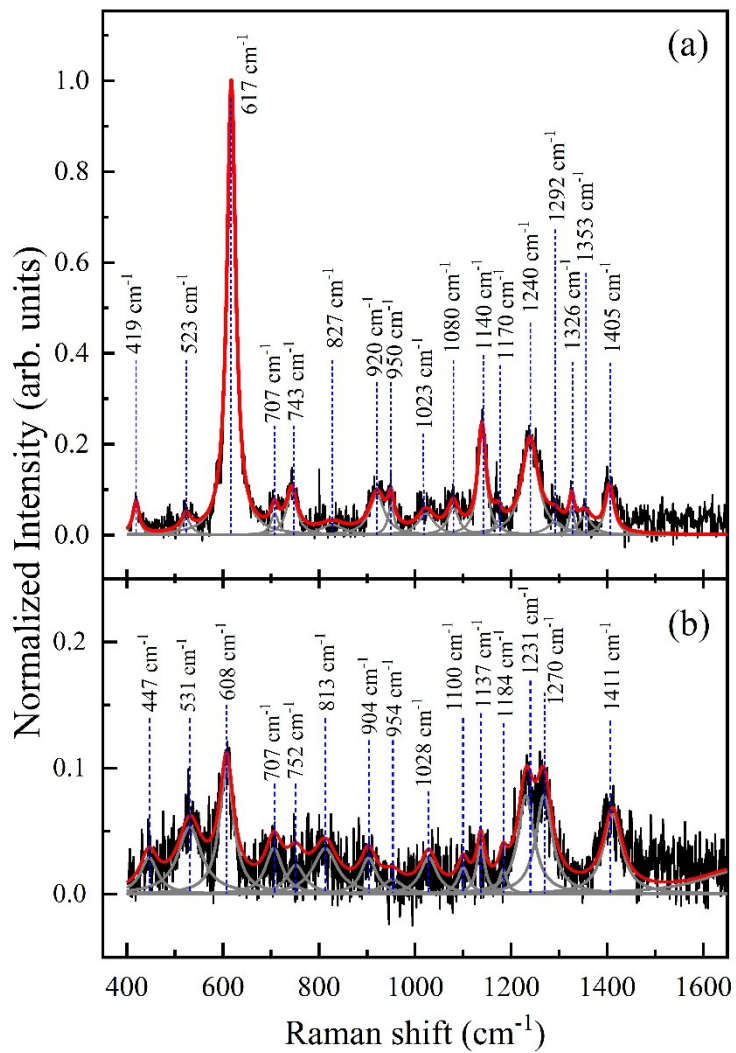 (a)
617 cm⁻¹
419 cm⁻¹
523 cm⁻¹
707 cm⁻¹
743 cm⁻¹
827 cm⁻¹
920 cm⁻¹
950 cm⁻¹
1023 cm⁻¹
1080 cm⁻¹
1140 cm⁻¹
1170 cm⁻¹
1240 cm⁻¹
1292 cm⁻¹
1326 cm⁻¹
1353 cm⁻¹
1405 cm⁻¹
1.0
0.8
0.6
0.4
0.2
0.0
Normalized Intensity (arb. units)
(b)
447 cm⁻¹
531 cm⁻¹
608 cm⁻¹
707 cm⁻¹
752 cm⁻¹
813 cm⁻¹
904 cm⁻¹
954 cm⁻¹
1028 cm⁻¹
1100 cm⁻¹
1137 cm⁻¹
1184 cm⁻¹
1231 cm⁻¹
1270 cm⁻¹
1411 cm⁻¹
0.2
0.1
0.0
400 600 800 1000 1200 1400 1600
Raman shift (cm⁻¹)